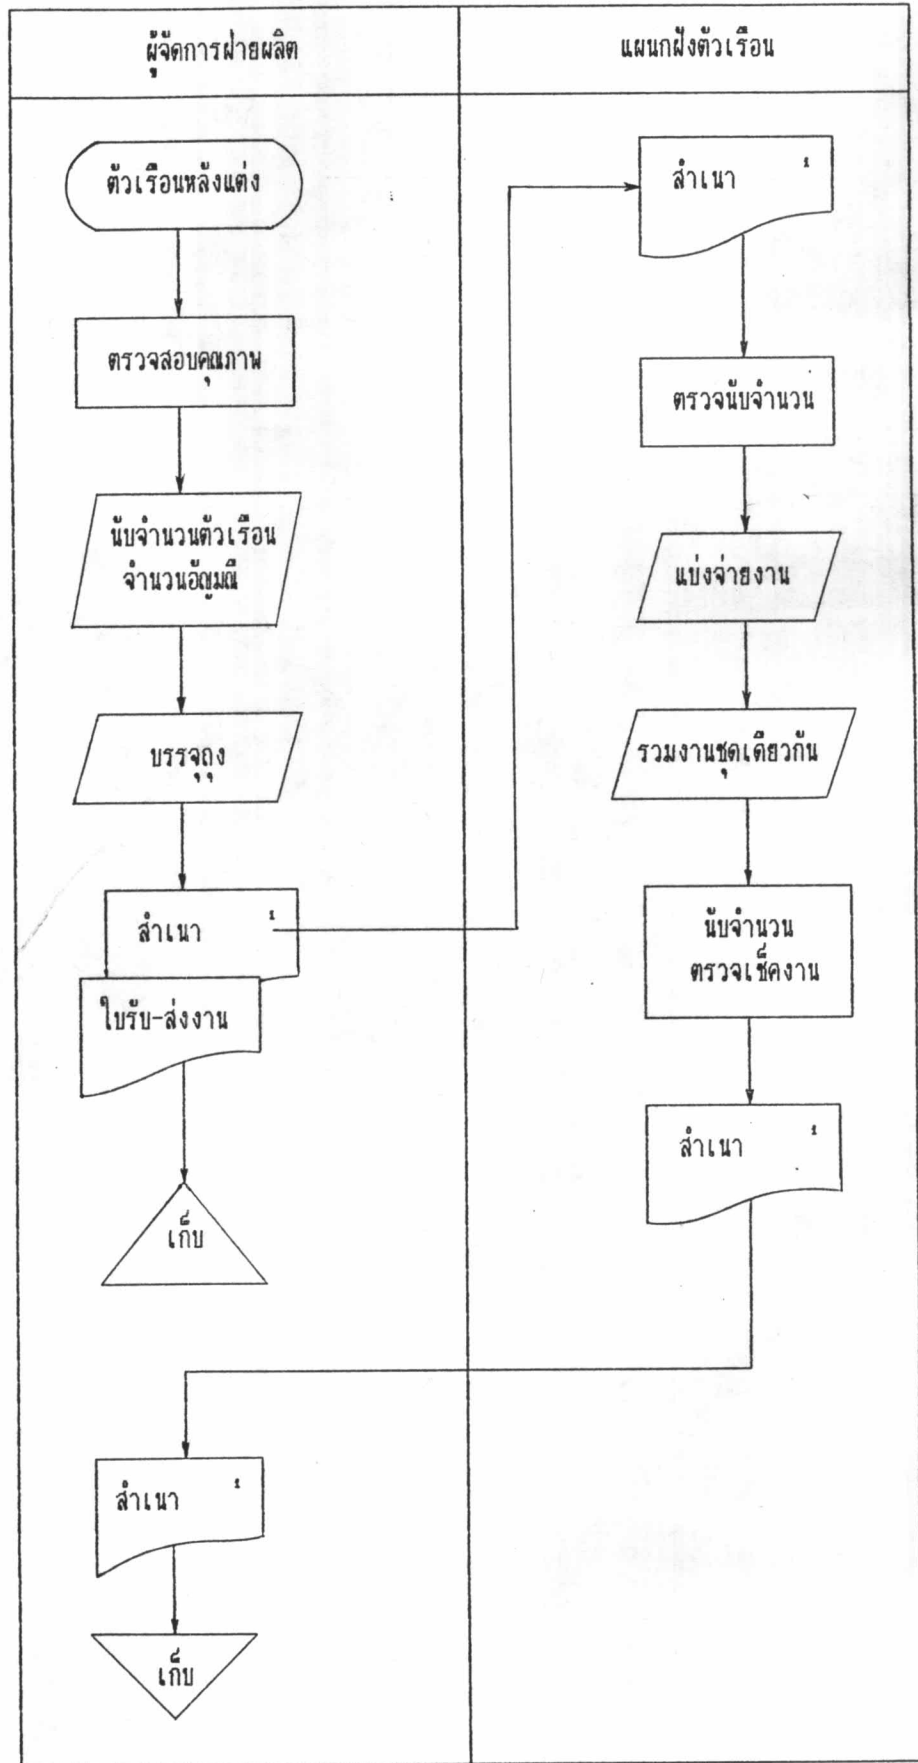 ผู้จัดการฝ่ายผลิต
แผนกฝังตัวเรือน
ตัวเรือนหลังแต่ง
ตรวจสอบคุณภาพ
นับจำนวนตัวเรือน
จำนวนอัญมณี
บรรจุถุง
สำเนา 1
ใบรับ-ส่งงาน
เก็บ
สำเนา 1
เก็บ
สำเนา 1
ตรวจนับจำนวน
แบ่งจ่ายงาน
รวมงานชุดเดียวกัน
นับจำนวน
ตรวจเช็คงาน
สำเนา 1